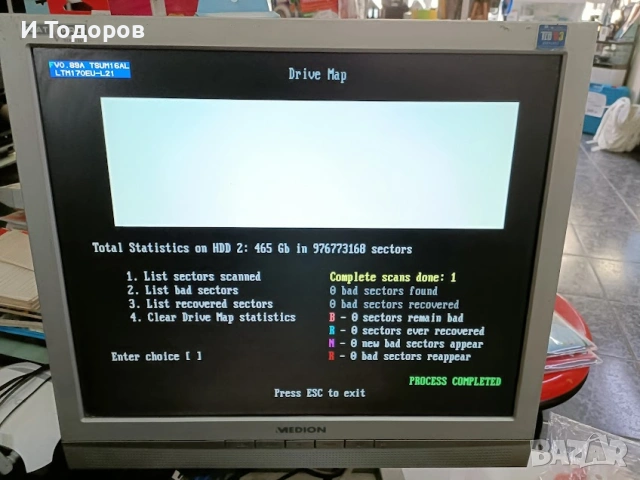 И Тодоров
V0.88A TSUM16AL
LTM170EU-L21
Drive Map
Total Statistics on HDD 2: 465 Gb in 976773168 sectors
1. List sectors scanned
2. List bad sectors
3. List recovered sectors
4. Clear Drive Map statistics
Complete scans done: 1
0 bad sectors found
0 bad sectors recovered
B - 0 sectors remain bad
R - 0 sectors ever recovered
N - 0 new bad sectors appear
R - 0 bad sectors reappear
Enter choice [ ]
PROCESS COMPLETED
Press ESC to exit
MEDION
BAZAR